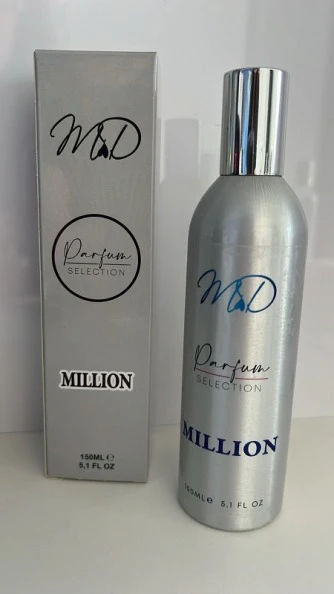 M&D
Parfum
SELECTION
MILLION
150ML ℮
5,1 FL OZ
M&D
Parfum
SELECTION
MILLION
150ML ℮ 5,1 FL OZ